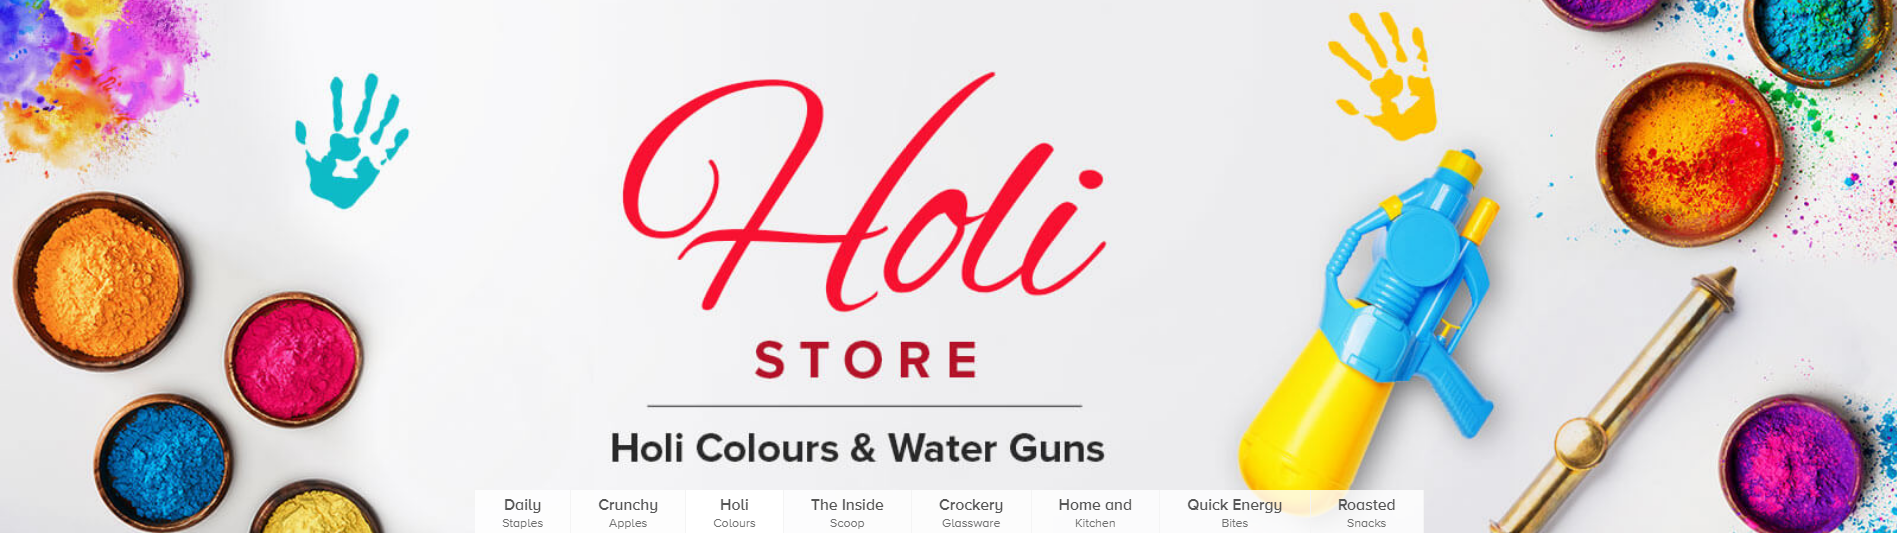 Holi
STORE
Holi Colours & Water Guns
Daily
Staples
Crunchy
Apples
Holi
Colours
The Inside
Scoop
Crockery
Glassware
Home and
Kitchen
Quick Energy
Bites
Roasted
Snacks